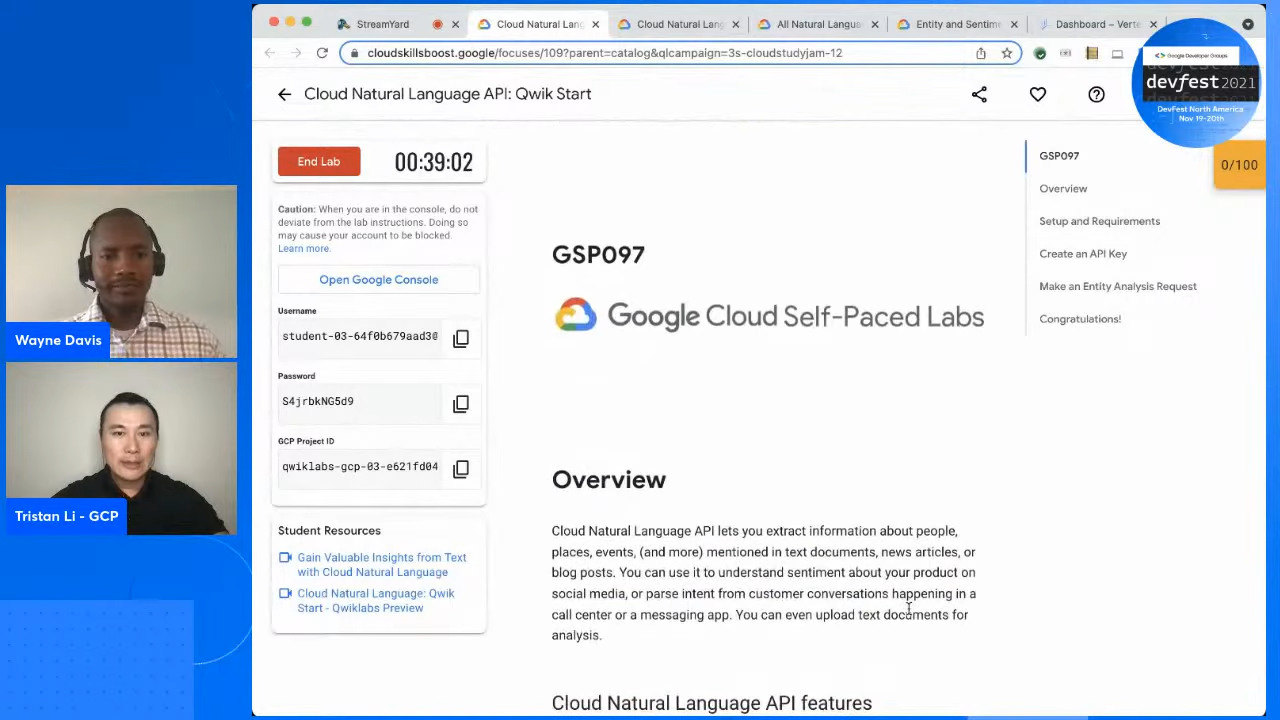 StreamYard
Cloud Natural Lang
Cloud Natural Lang
All Natural Langua
Entity and Sentim
Dashboard – Verte
cloudskillsboost.google/focuses/109?parent=catalog&qlcampaign=3s-cloudstudyjam-12
Google Developer Groups
devfest 2021
DevFest North America
Nov 19-20th
Cloud Natural Language API: Qwik Start
End Lab
00:39:02
Caution: When you are in the console, do not
deviate from the lab instructions. Doing so
may cause your account to be blocked.
Learn more.
Open Google Console
Username
student-03-64f0b679aad3@
Password
S4jrbkNG5d9
GCP Project ID
qwiklabs-gcp-03-e621fd04
Student Resources
Gain Valuable Insights from Text
with Cloud Natural Language
Cloud Natural Language: Qwik
Start - Qwiklabs Preview
GSP097
Google Cloud Self-Paced Labs
Overview
Cloud Natural Language API lets you extract information about people,
places, events, (and more) mentioned in text documents, news articles, or
blog posts. You can use it to understand sentiment about your product on
social media, or parse intent from customer conversations happening in a
call center or a messaging app. You can even upload text documents for
analysis.
Cloud Natural Language API features
GSP097
Overview
Setup and Requirements
Create an API Key
Make an Entity Analysis Request
Congratulations!
0/100
Wayne Davis
Tristan Li - GCP